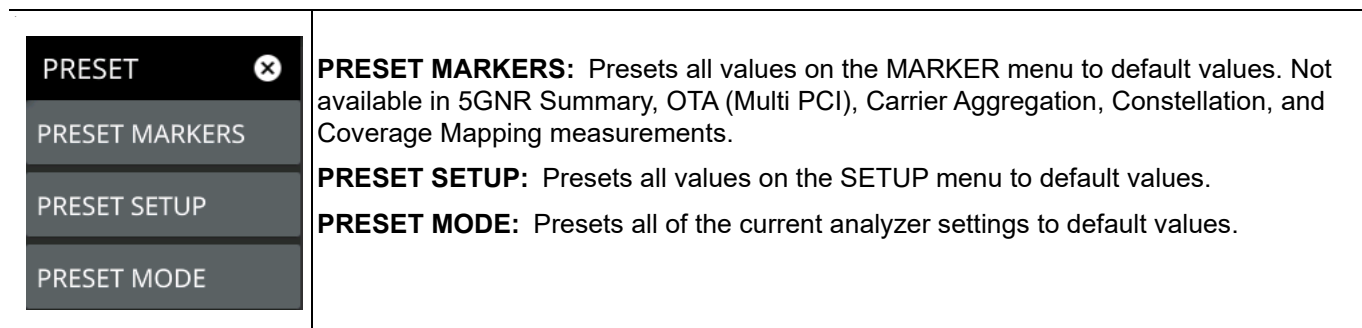 PRESET
PRESET MARKERS
PRESET SETUP
PRESET MODE
PRESET MARKERS: Presets all values on the MARKER menu to default values. Not
available in 5GNR Summary, OTA (Multi PCI), Carrier Aggregation, Constellation, and
Coverage Mapping measurements.
PRESET SETUP: Presets all values on the SETUP menu to default values.
PRESET MODE: Presets all of the current analyzer settings to default values.